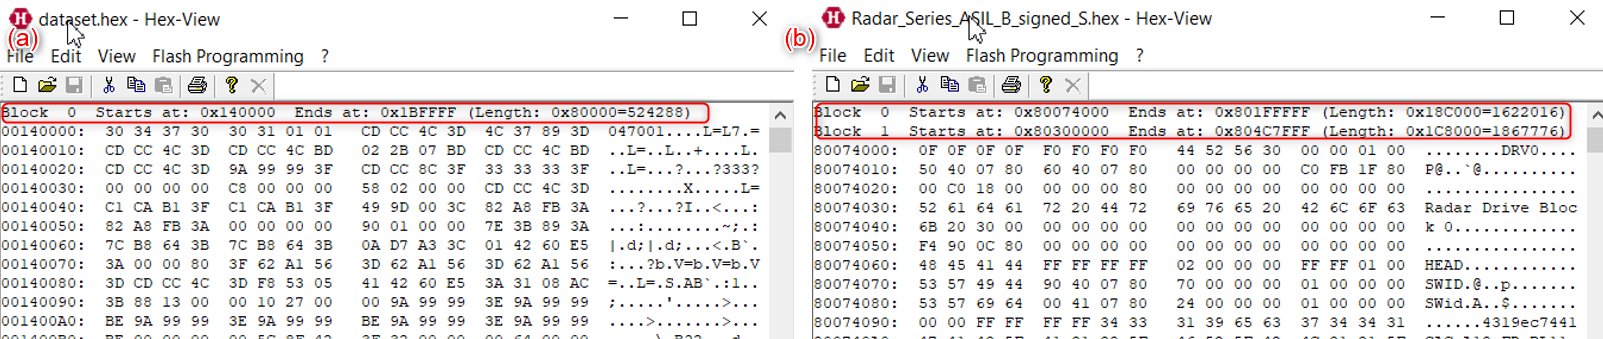 dataset.hex - Hex-View
(a)
File Edit View Flash Programming ?
Block 0 Starts at: 0x140000 Ends at: 0x1BFFFF (Length: 0x80000=524288)
00140000: 30 34 37 30 30 31 01 01 CD CC 4C 3D 4C 37 89 3D 047001....L=L7.=
00140010: CD CC 4C 3D CD CC 4C BD 02 2B 07 BD CD CC 4C BD ..L=..L..+....L.
00140020: CD CC 4C 3D 9A 99 99 3F CD CC 8C 3F 33 33 33 3F ..L=...?...?333?
00140030: 00 00 00 00 C8 00 00 00 58 02 00 00 CD CC 4C 3D ........X.....L=
00140040: C1 CA B1 3F C1 CA B1 3F 49 9D 00 3C 82 A8 FB 3A ...?...?I..<...:
00140050: 82 A8 FB 3A 00 00 00 00 90 01 00 00 7E 3B 89 3A ...:........~;.:
00140060: 7C B8 64 3B 7C B8 64 3B 0A D7 A3 3C 01 42 60 E5 |.d;|.d;...<.B`.
00140070: 3A 00 00 80 3F 62 A1 56 3D 62 A1 56 3D 62 A1 56 :...?b.V=b.V=b.V
00140080: 3D CD CC 4C 3D F8 53 05 41 42 60 E5 3A 31 08 AC =..L=.S.AB`.:1..
00140090: 3B 88 13 00 00 10 27 00 00 9A 99 99 3E 9A 99 99 ;.....'.....>...
001400A0: BE 9A 99 99 3E 9A 99 99 BE 9A 99 99 3E 9A 99 99 ....>.......>...
(b)
Radar_Series_ASIL_B_signed_S.hex - Hex-View
File Edit View Flash Programming ?
Block 0 Starts at: 0x80074000 Ends at: 0x801FFFFF (Length: 0x18C000=1622016)
Block 1 Starts at: 0x80300000 Ends at: 0x804C7FFF (Length: 0x1C8000=1867776)
80074000: 0F 0F 0F 0F F0 F0 F0 F0 44 52 56 30 00 00 01 00 ........DRV0....
80074010: 50 40 07 80 60 40 07 80 00 00 00 00 C0 FB 1F 80 P@..`@..........
80074020: 00 C0 18 00 00 00 00 80 00 00 00 00 00 00 00 00 ................
80074030: 52 61 64 61 72 20 44 72 69 76 65 20 42 6C 6F 63 Radar Drive Bloc
80074040: 6B 20 30 00 00 00 00 00 00 00 00 00 00 00 00 00 k 0.............
80074050: F4 90 0C 80 00 00 00 00 00 00 00 00 00 00 00 00 ................
80074060: 48 45 41 44 FF FF FF FF 02 00 00 00 FF FF 01 00 HEAD............
80074070: 53 57 49 44 90 40 07 80 70 00 00 00 01 00 00 00 SWID.@..p.......
80074080: 53 57 69 64 00 41 07 80 24 00 00 00 01 00 00 00 SWid.A..$.......
80074090: 00 00 FF FF FF FF 34 33 31 39 65 63 37 34 34 31 ......4319ec7441